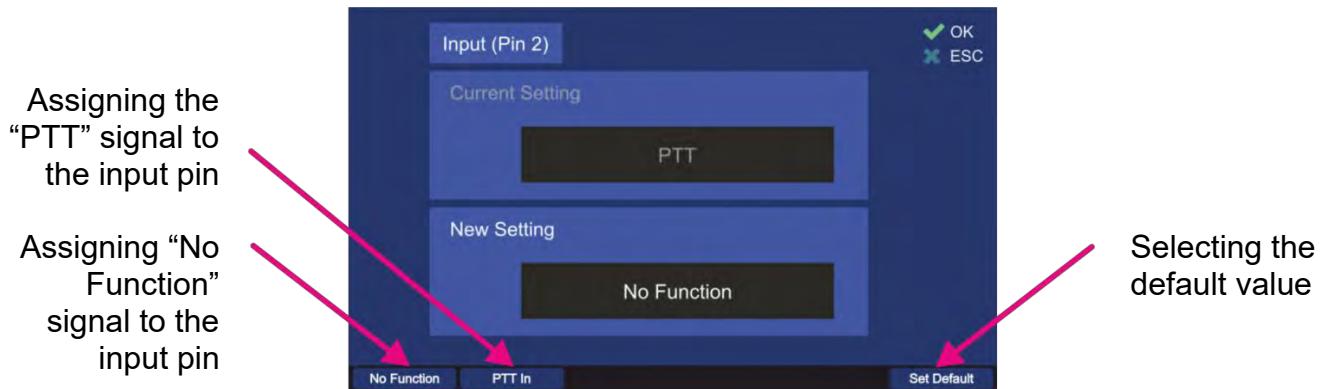 Assigning the
“PTT” signal to
the input pin
Assigning “No
Function”
signal to the
input pin
Input (Pin 2)
OK
ESC
Current Setting
PTT
New Setting
No Function
No Function
PTT In
Set Default
Selecting the
default value